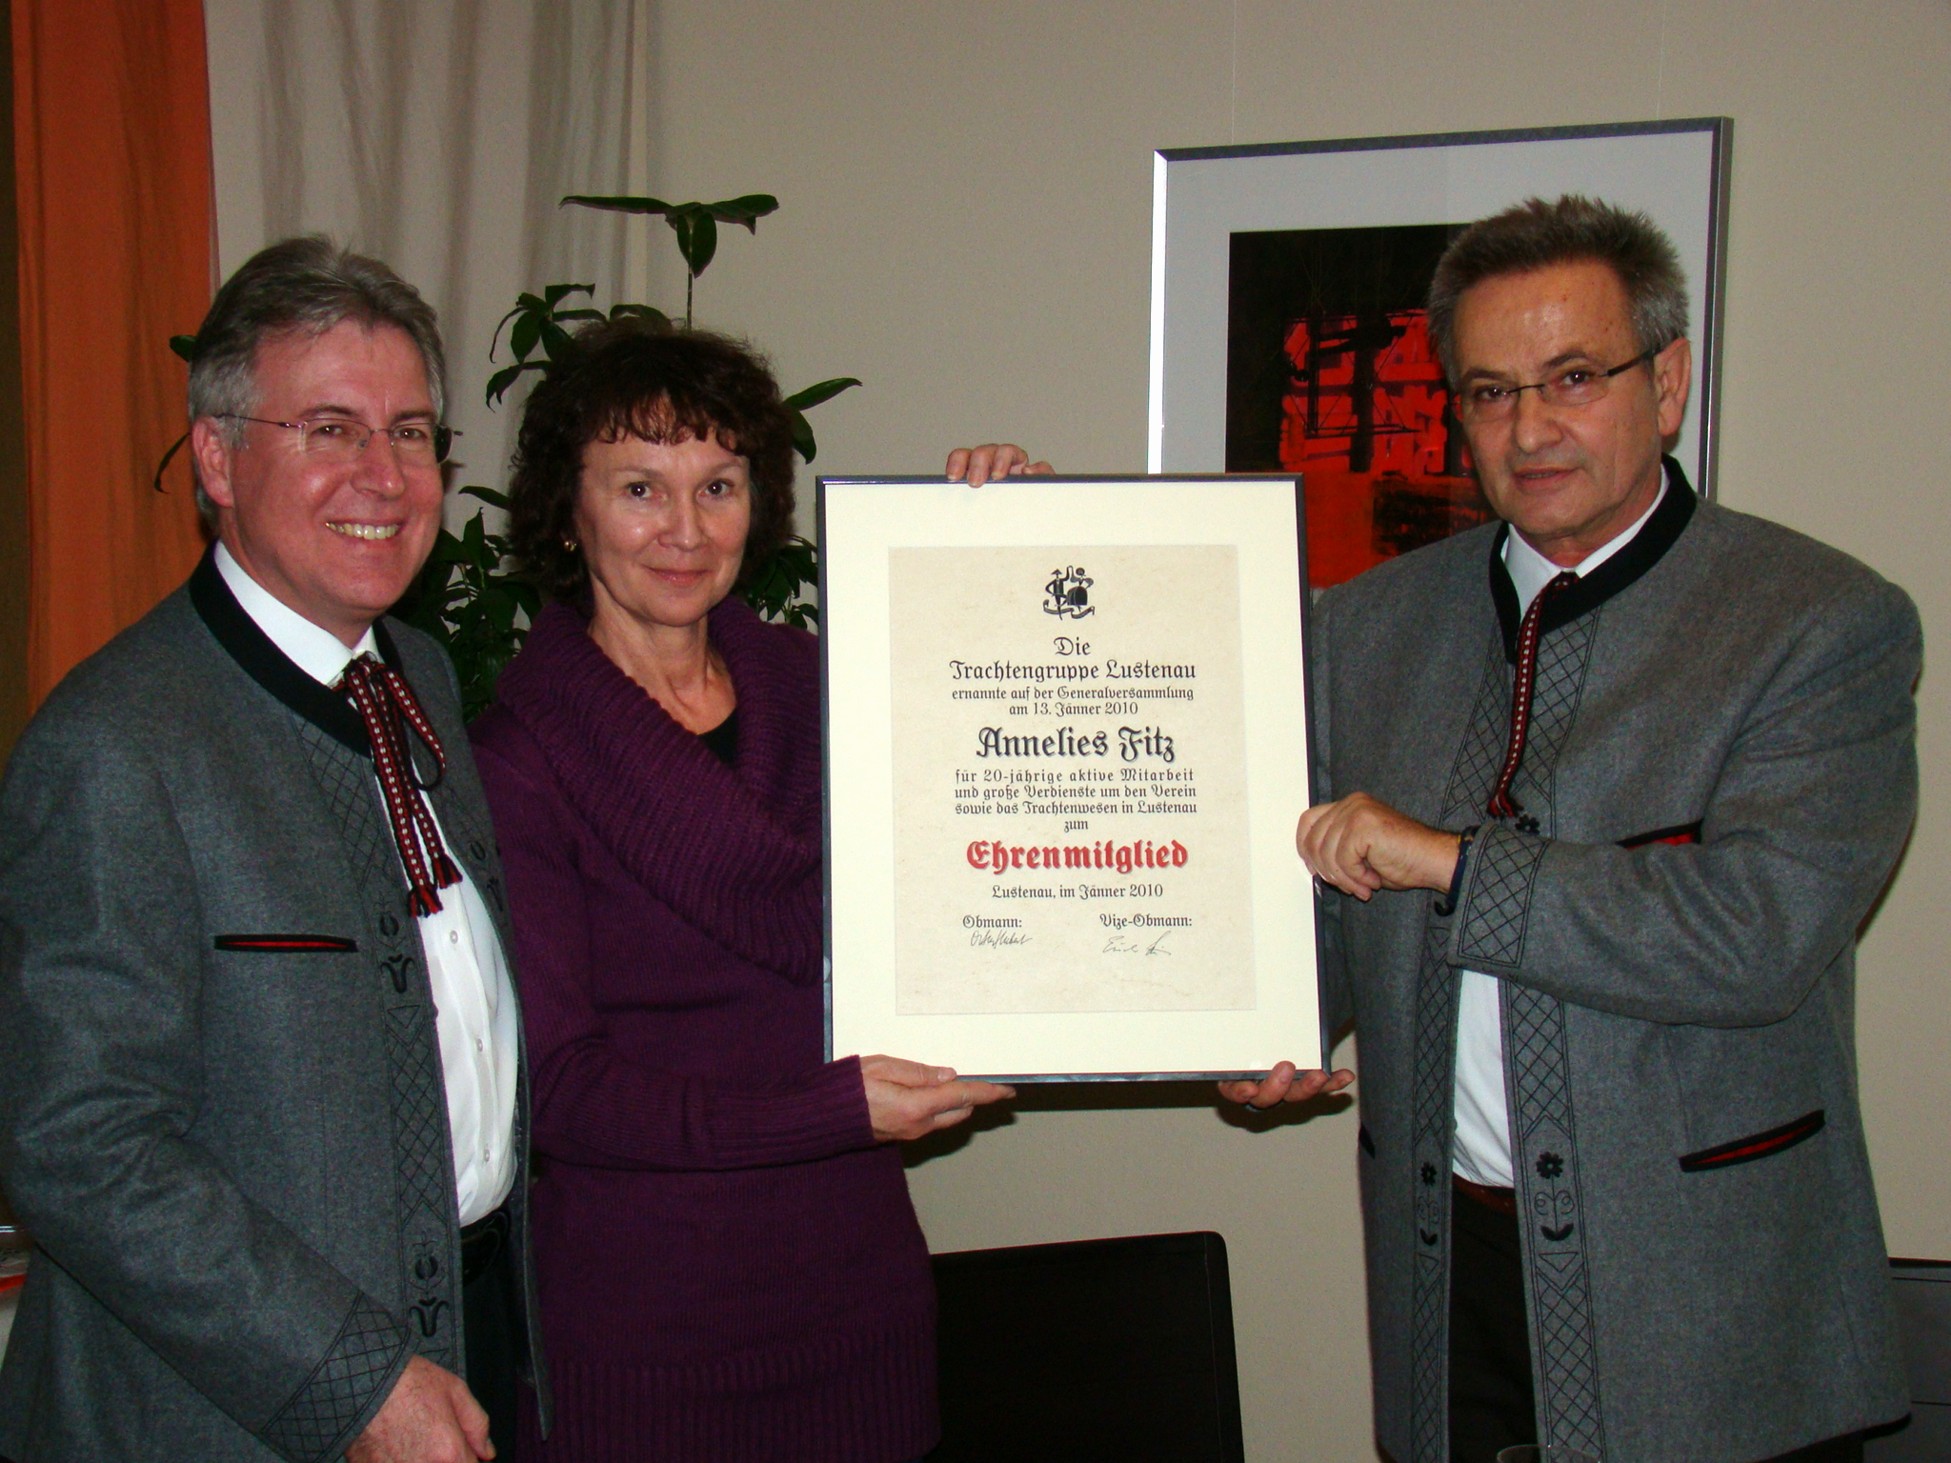 Die
Trachtengruppe Lustenau
ernannte auf der Generalversammlung
am 13. Jänner 2010
Annelies Fitz
für 20-jährige aktive Mitarbeit
und große Verdienste um den Verein
sowie das Trachtenwesen in Lustenau
zum
Ehrenmitglied
Lustenau, im Jänner 2010
Obmann: Vize-Obmann: